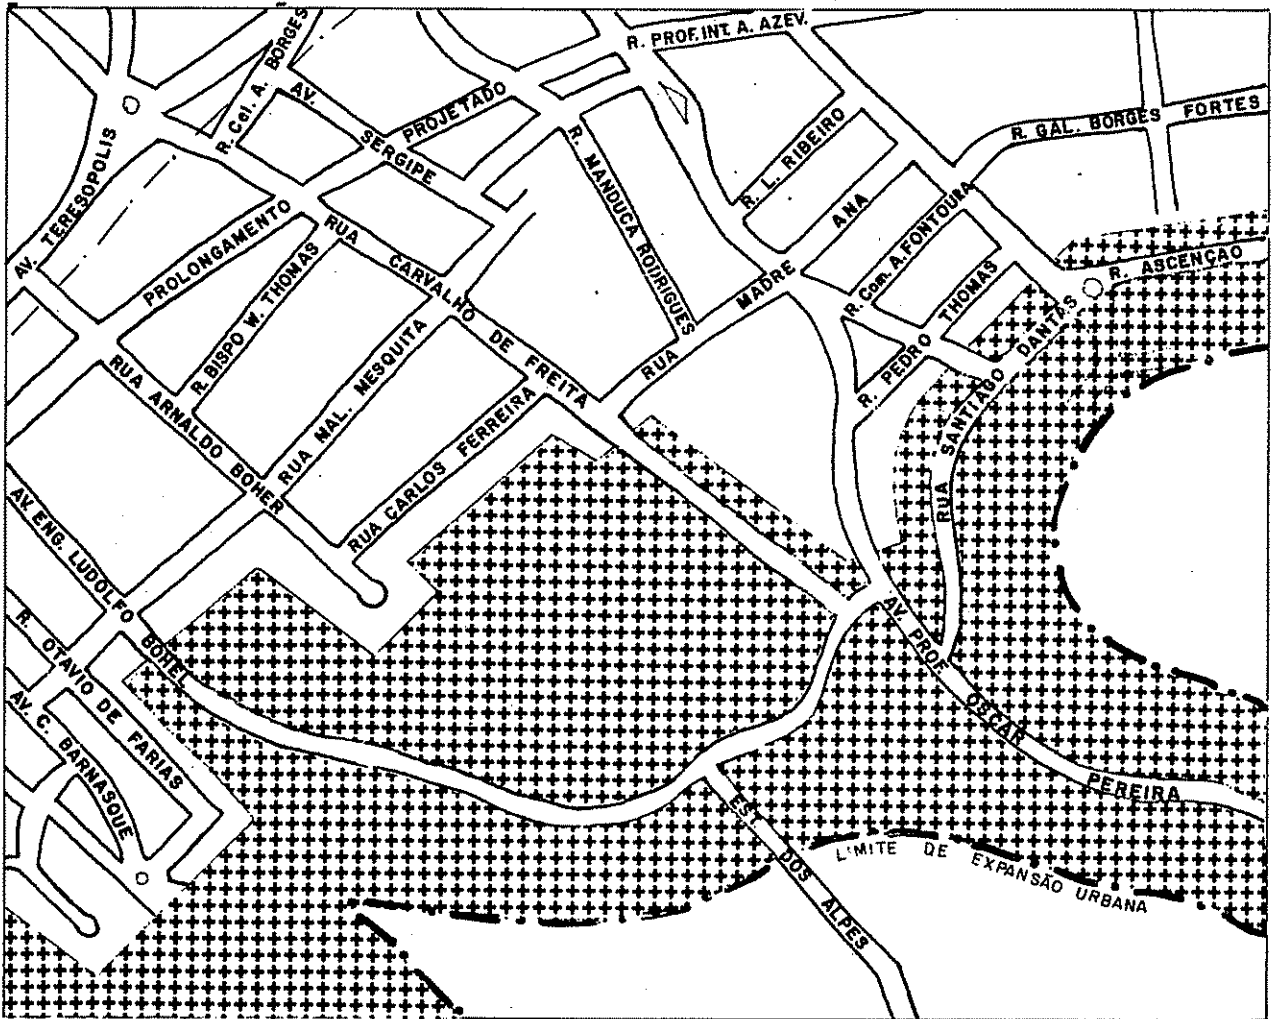 R. PROF. INT. A. AZEV.
R. Cel. A. BORGES
AV. SERGIPE
PROJETADO
R. GAL. BORGES FORTES
R. L. RIBEIRO
R. MANDUCA RODRIGUES
AV. TERESOPOLIS
PROLONGAMENTO
RUA CARVALHO DE FREITA
RUA MADRE ANA
R. Com. A. FONTOURA
R. ASCENÇÃO
R. BISPO W. THOMAS
R. PEDRO THOMAS
RUA SANTIAGO DANTAS
RUA MAL. MESQUITA
RUA ARNALDO BOHER
RUA CARLOS FERREIRA
AV. ENG. LUDOLFO BOHEL
R. OTAVIO DE FARIAS
AV. C. BARNASQUE
AV. PROF. OSCAR PEREIRA
EST. DOS ALPES
LIMITE DE EXPANSÃO URBANA